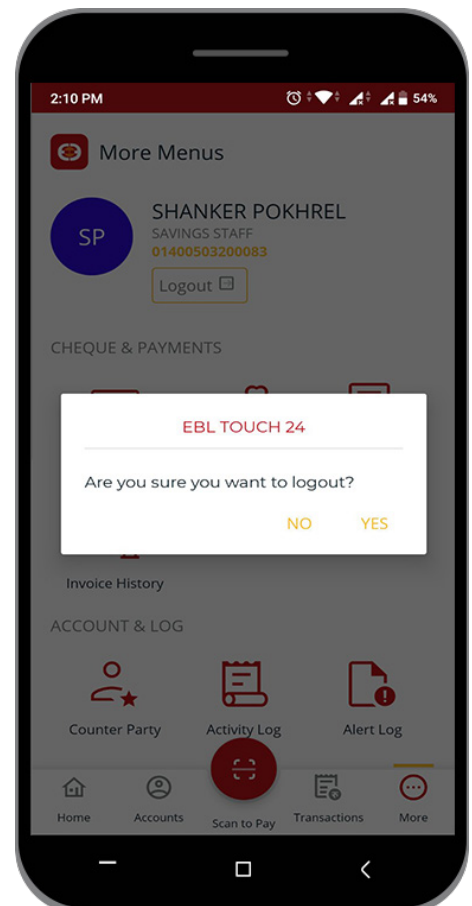 2:10 PM
54%
More Menus
SP
SHANKER POKHREL
SAVINGS STAFF
01400503200083
Logout
CHEQUE & PAYMENTS
EBL TOUCH 24
Are you sure you want to logout?
NO YES
Invoice History
ACCOUNT & LOG
Counter Party Activity Log Alert Log
Home Accounts Scan to Pay Transactions More